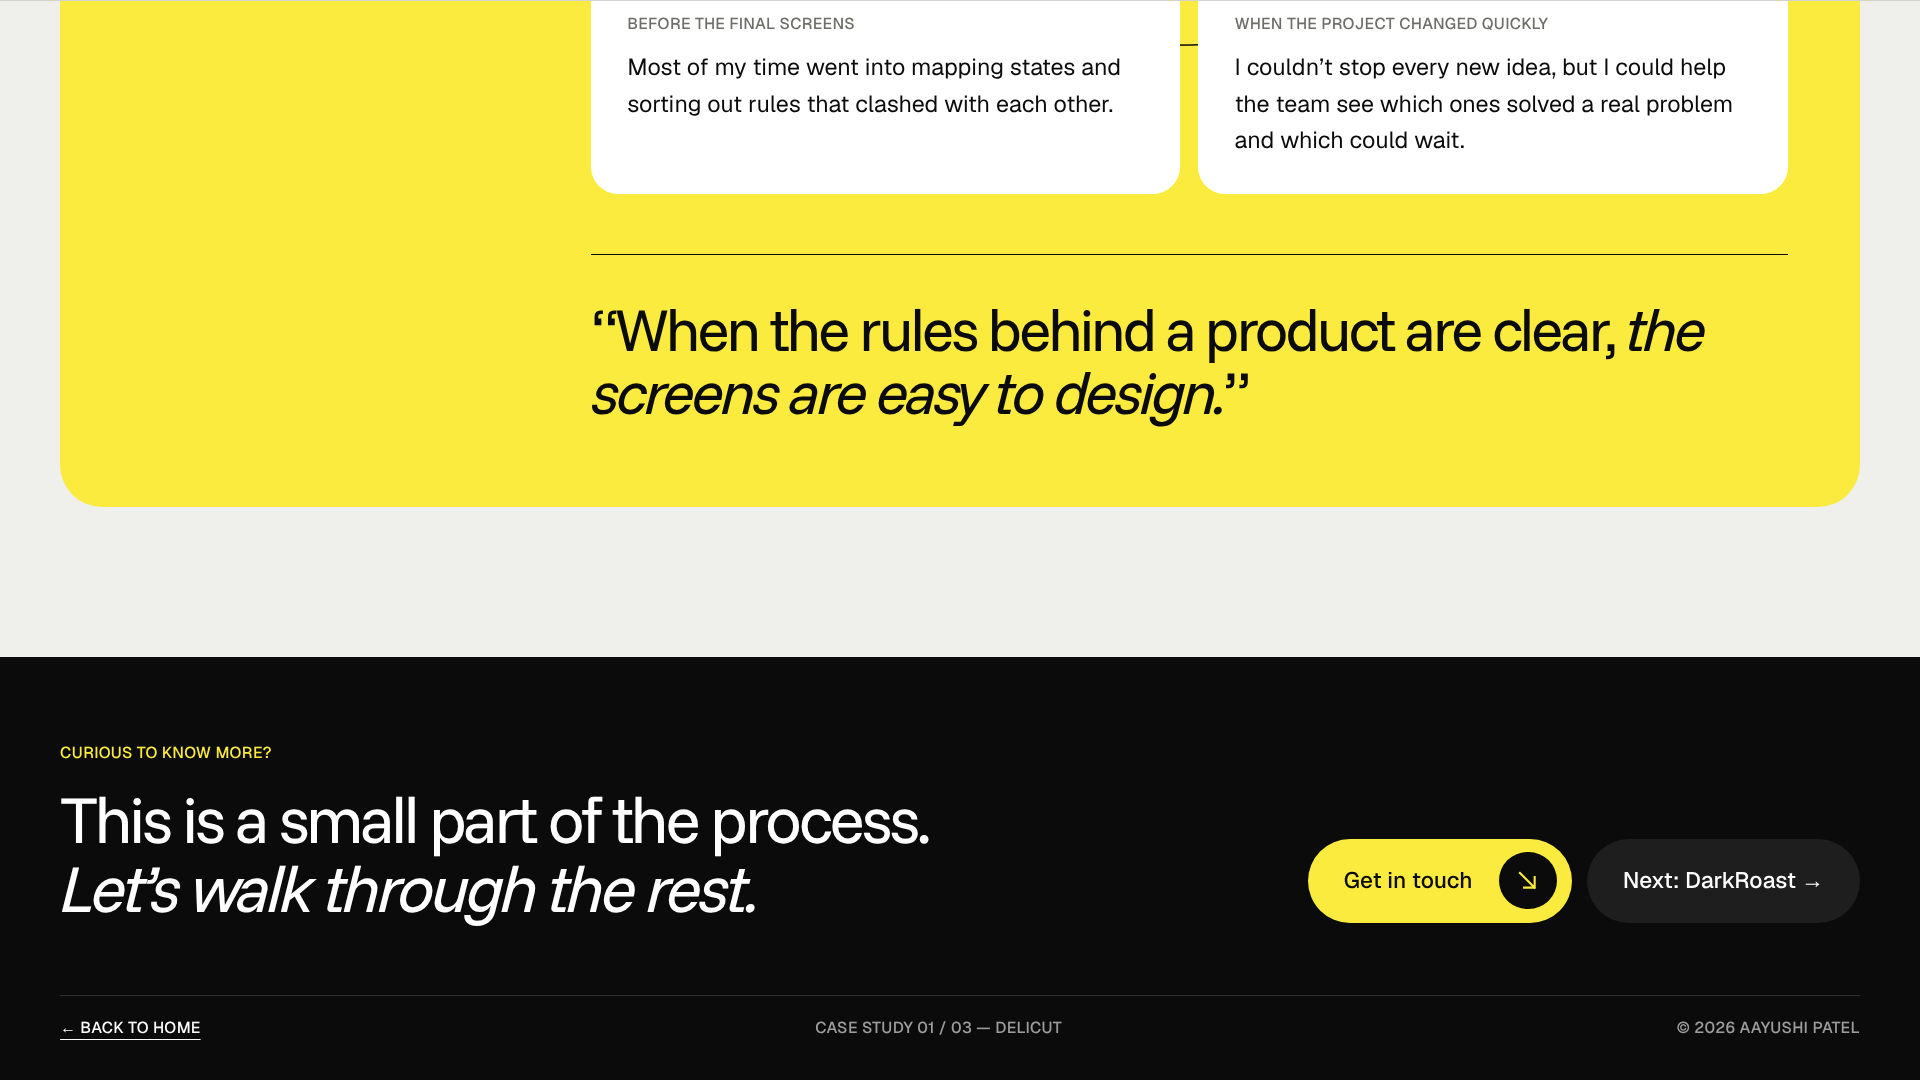 BEFORE THE FINAL SCREENS
Most of my time went into mapping states and
sorting out rules that clashed with each other.
WHEN THE PROJECT CHANGED QUICKLY
I couldn’t stop every new idea, but I could help
the team see which ones solved a real problem
and which could wait.
“When the rules behind a product are clear, the
screens are easy to design.”
CURIOUS TO KNOW MORE?
This is a small part of the process.
Let’s walk through the rest.
Get in touch
Next: DarkRoast →
← BACK TO HOME
CASE STUDY 01 / 03 — DELICUT
© 2026 AAYUSHI PATEL